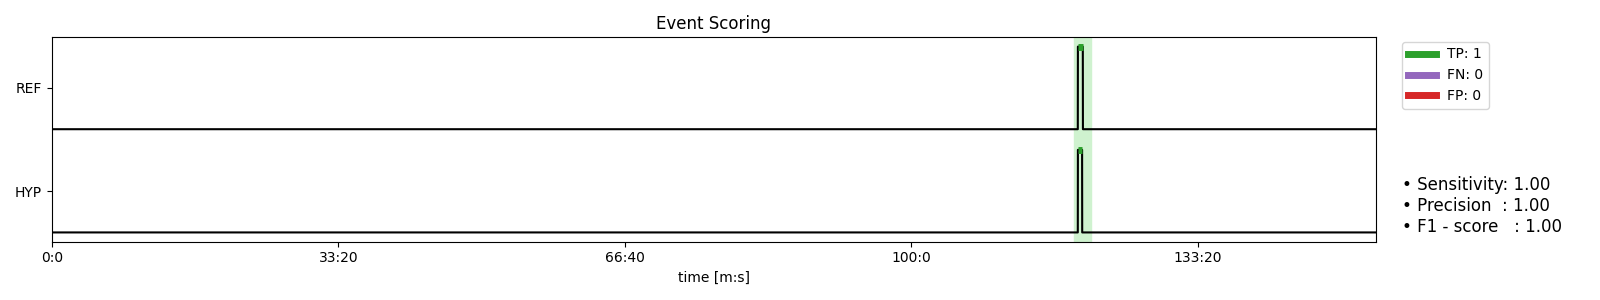 Event Scoring
REF
HYP
0:0
33:20
66:40
100:0
133:20
time [m:s]
TP: 1
FN: 0
FP: 0
• Sensitivity: 1.00
• Precision : 1.00
• F1 - score : 1.00